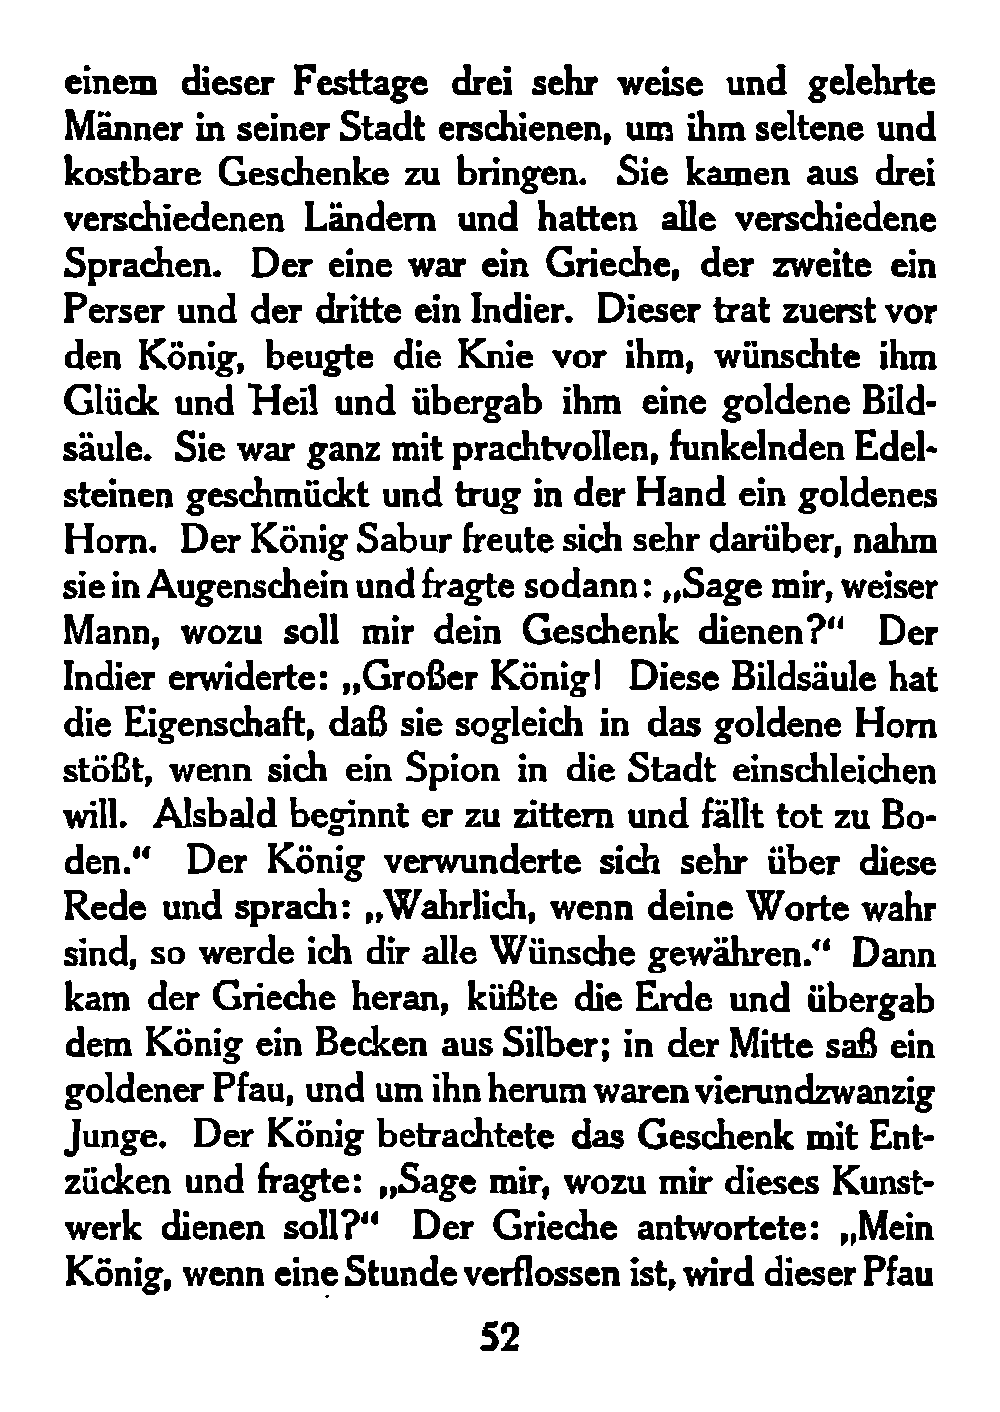 einem dieser Festtage drei sehr weise und gelehrte
Männer in seiner Stadt erschienen, um ihm seltene und
kostbare Geschenke zu bringen. Sie kamen aus drei
verschiedenen Ländern und hatten alle verschiedene
Sprachen. Der eine war ein Grieche, der zweite ein
Perser und der dritte ein Indier. Dieser trat zuerst vor
den König, beugte die Knie vor ihm, wünschte ihm
Glück und Heil und übergab ihm eine goldene Bild-
säule. Sie war ganz mit prachtvollen, funkelnden Edel-
steinen geschmückt und trug in der Hand ein goldenes
Horn. Der König Sabur freute sich sehr darüber, nahm
sie in Augenschein und fragte sodann: „Sage mir, weiser
Mann, wozu soll mir dein Geschenk dienen?“ Der
Indier erwiderte: „Großer König! Diese Bildsäule hat
die Eigenschaft, daß sie sogleich in das goldene Horn
stößt, wenn sich ein Spion in die Stadt einschleichen
will. Alsbald beginnt er zu zittern und fällt tot zu Bo-
den.“ Der König verwunderte sich sehr über diese
Rede und sprach: „Wahrlich, wenn deine Worte wahr
sind, so werde ich dir alle Wünsche gewähren.“ Dann
kam der Grieche heran, küßte die Erde und übergab
dem König ein Becken aus Silber; in der Mitte saß ein
goldener Pfau, und um ihn herum waren vierundzwanzig
Junge. Der König betrachtete das Geschenk mit Ent-
zücken und fragte: „Sage mir, wozu mir dieses Kunst-
werk dienen soll?“ Der Grieche antwortete: „Mein
König, wenn eine Stunde verflossen ist, wird dieser Pfau
52